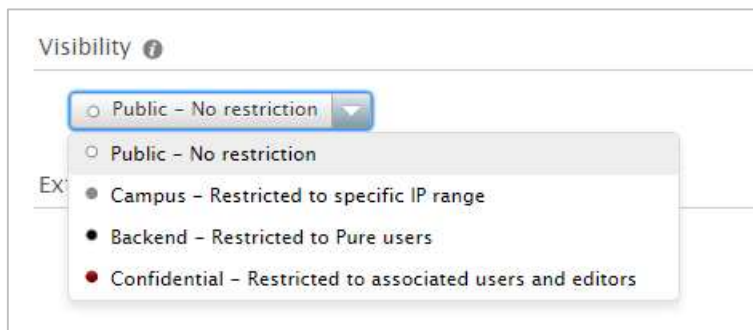 Visibility
Public – No restriction
Public – No restriction
Ex
Campus – Restricted to specific IP range
Backend – Restricted to Pure users
Confidential – Restricted to associated users and editors